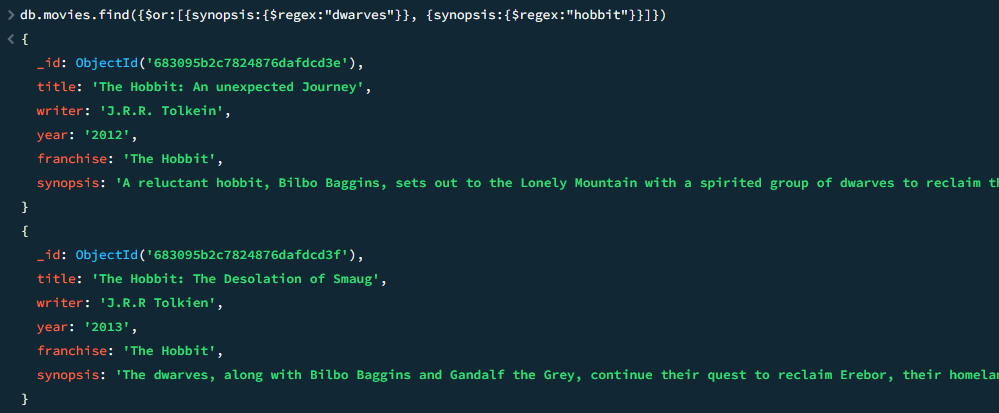 > db.movies.find({$or:[{synopsis:{$regex:"dwarves"}}, {synopsis:{$regex:"hobbit"}}]})
< {
_id: ObjectId('683095b2c7824876dafdcd3e'),
title: 'The Hobbit: An unexpected Journey',
writer: 'J.R.R. Tolkein',
year: '2012',
franchise: 'The Hobbit',
synopsis: 'A reluctant hobbit, Bilbo Baggins, sets out to the Lonely Mountain with a spirited group of dwarves to reclaim
}
{
_id: ObjectId('683095b2c7824876dafdcd3f'),
title: 'The Hobbit: The Desolation of Smaug',
writer: 'J.R.R Tolkien',
year: '2013',
franchise: 'The Hobbit',
synopsis: 'The dwarves, along with Bilbo Baggins and Gandalf the Grey, continue their quest to reclaim Erebor, their
}